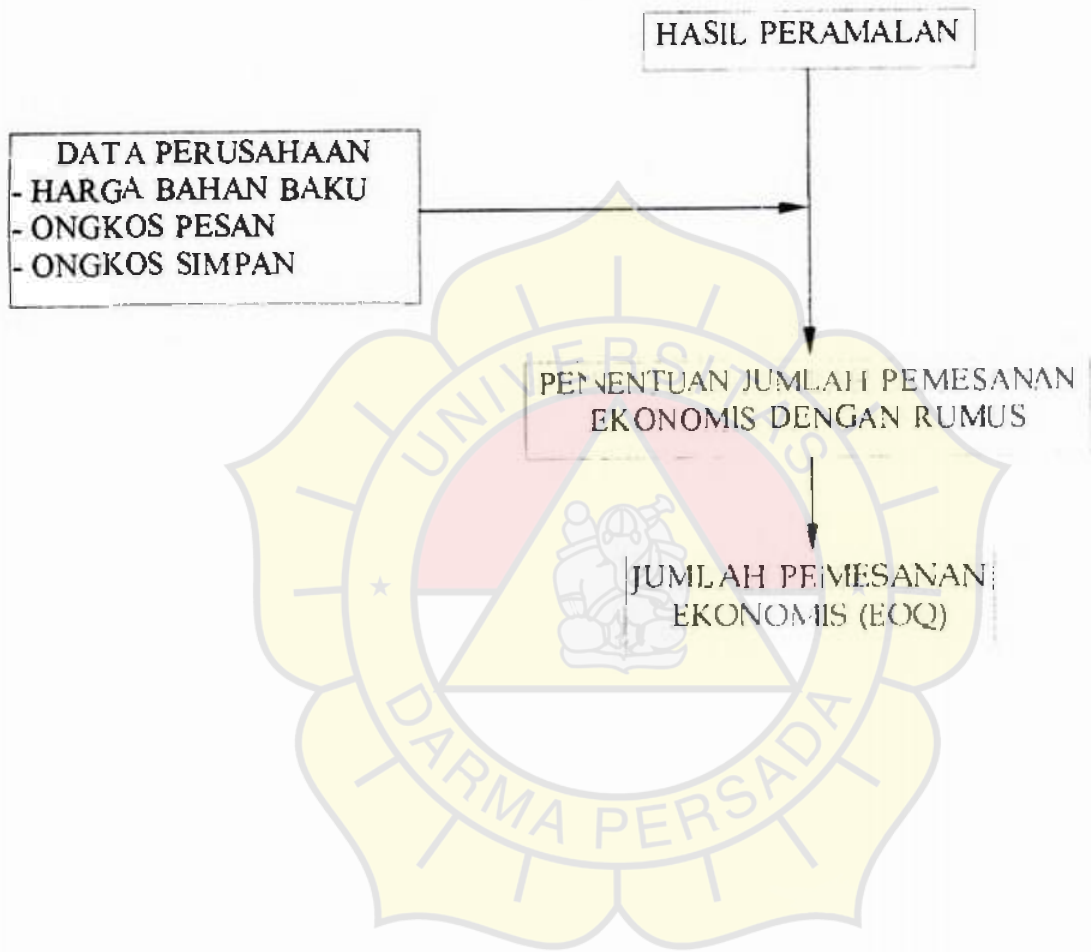 HASIL PERAMALAN
DATA PERUSAHAAN
- HARGA BAHAN BAKU
- ONGKOS PESAN
- ONGKOS SIMPAN
PENENTUAN JUMLAH PEMESANAN
EKONOMIS DENGAN RUMUS
JUMLAH PEMESANAN
EKONOMIS (EOQ)
UNIVERSITAS
DARMA PERSADA